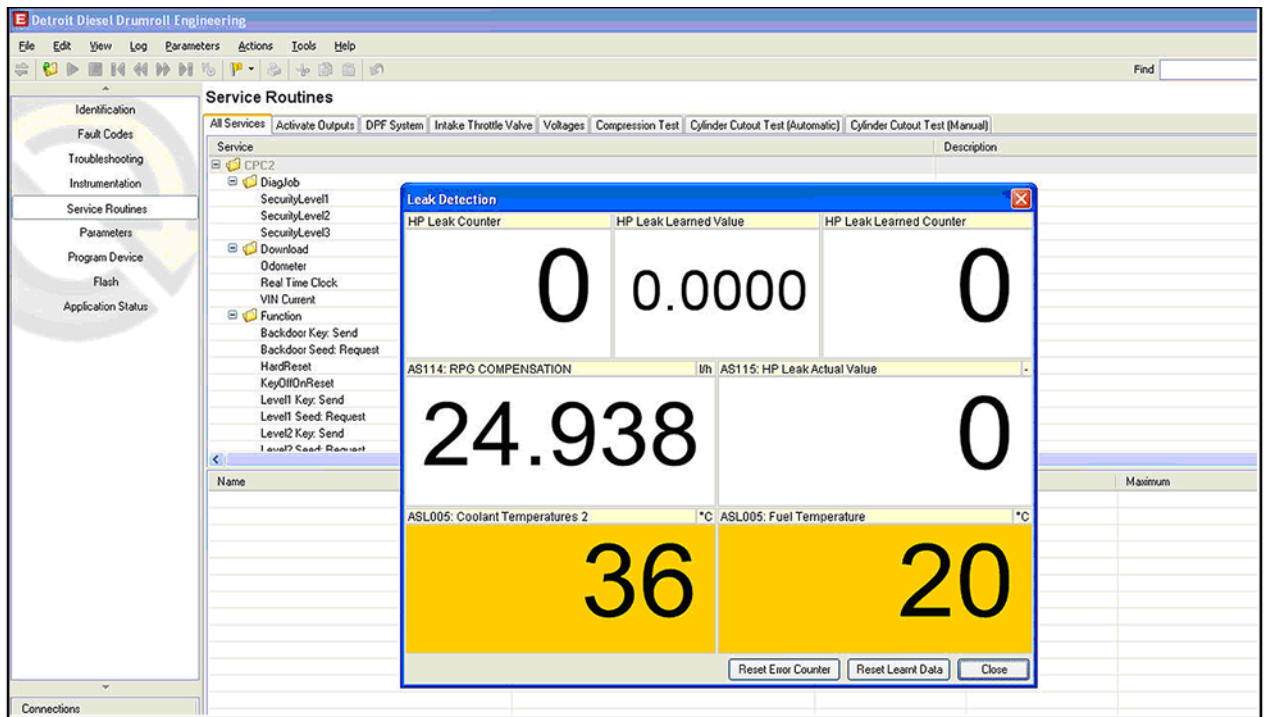 E Detroit Diesel Drumroll Engineering
File Edit View Log Parameters Actions Tools Help
Find
Identification
Fault Codes
Troubleshooting
Instrumentation
Service Routines
Parameters
Program Device
Flash
Application Status
Connections
Service Routines
All Services Activate Outputs DPF System Intake Throttle Valve Voltages Compression Test Cylinder Cutout Test (Automatic) Cylinder Cutout Test (Manual)
Service Description
CPC2
DiagJob
SecurityLevel1
SecurityLevel2
SecurityLevel3
Download
Odometer
Real Time Clock
VIN Current
Function
Backdoor Key: Send
Backdoor Seed: Request
HardReset
KeyOffOnReset
Level1 Key: Send
Level1 Seed: Request
Level2 Key: Send
Level2 Seed: Request
Name Maximum
Leak Detection
HP Leak Counter HP Leak Learned Value HP Leak Learned Counter
0 0.0000 0
AS114: RPG COMPENSATION l/h AS115: HP Leak Actual Value -
24.938 0
ASL005: Coolant Temperatures 2 °C ASL005: Fuel Temperature °C
36 20
Reset Error Counter Reset Learnt Data Close